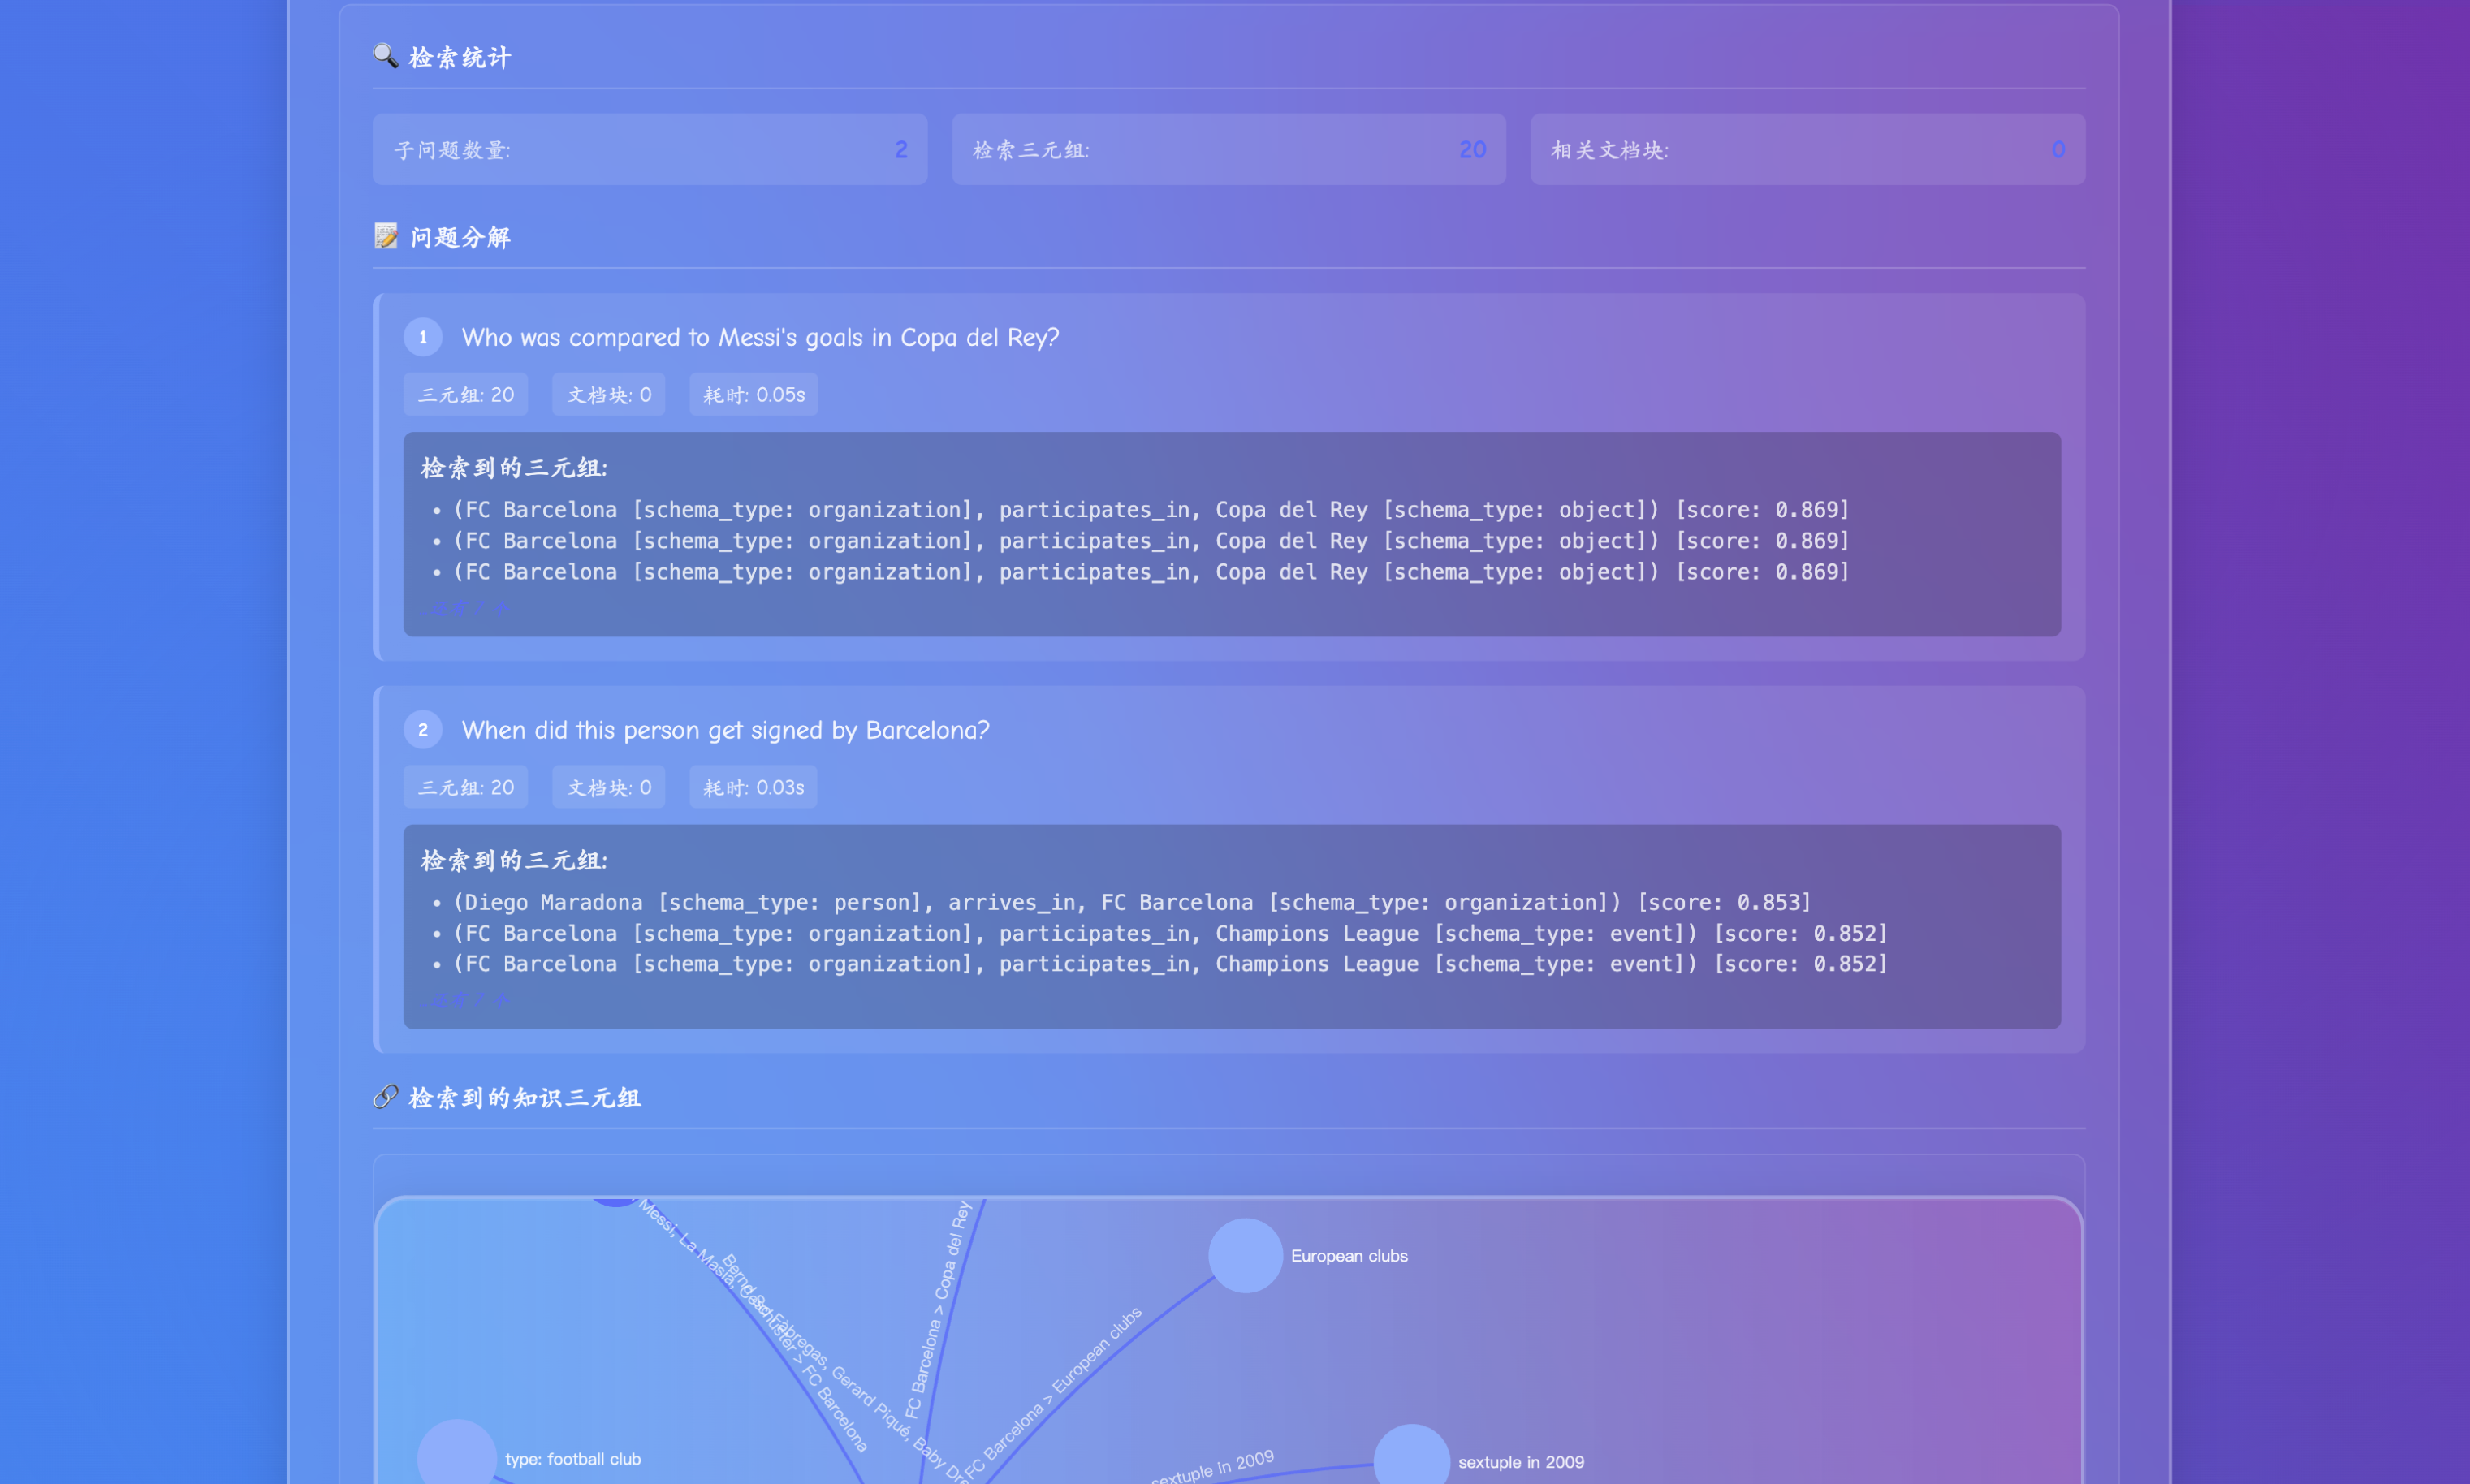 🔍 检索统计
子问题数量: 2
检索三元组: 20
相关文档块: 0
📝 问题分解
1 Who was compared to Messi's goals in Copa del Rey?
三元组: 20 文档块: 0 耗时: 0.05s
检索到的三元组:
• (FC Barcelona [schema_type: organization], participates_in, Copa del Rey [schema_type: object]) [score: 0.869]
• (FC Barcelona [schema_type: organization], participates_in, Copa del Rey [schema_type: object]) [score: 0.869]
• (FC Barcelona [schema_type: organization], participates_in, Copa del Rey [schema_type: object]) [score: 0.869]
还有 7 个
2 When did this person get signed by Barcelona?
三元组: 20 文档块: 0 耗时: 0.03s
检索到的三元组:
• (Diego Maradona [schema_type: person], arrives_in, FC Barcelona [schema_type: organization]) [score: 0.853]
• (FC Barcelona [schema_type: organization], participates_in, Champions League [schema_type: event]) [score: 0.852]
• (FC Barcelona [schema_type: organization], participates_in, Champions League [schema_type: event]) [score: 0.852]
还有 7 个
🔗 检索到的知识三元组
Messi, La Masia, Fàbregas, Gerard Piqué, Baby
Bernd Schuster > FC Barcelona
FC Barcelona > Copa del Rey
FC Barcelona > European clubs
European clubs
type: football club
sextuple in 2009
sextuple in 2009